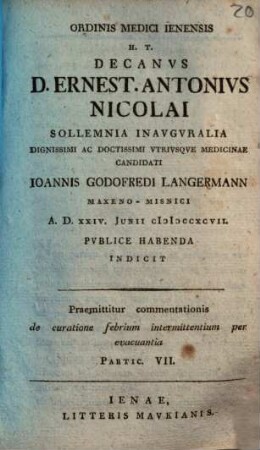 20
ORDINIS MEDICI IENENSIS
H. T.
DECANVS
D. ERNEST. ANTONIVS
NICOLAI
SOLLEMNIA INAVGVRALIA
DIGNISSIMI AC DOCTISSIMI VTRIVSQVE MEDICINAE
CANDIDATI
IOANNIS GODOFREDI LANGERMANN
MAXENO-MISNICI
A. D. XXIV. JUNII cIↄIↄccxcvii.
PVBLICE HABENDA
INDICIT
Praemittitur commentationis
de curatione febrium intermittentium per
evacuantia
PARTIC. VII.
IENAE,
LITTERIS MAVKIANIS.